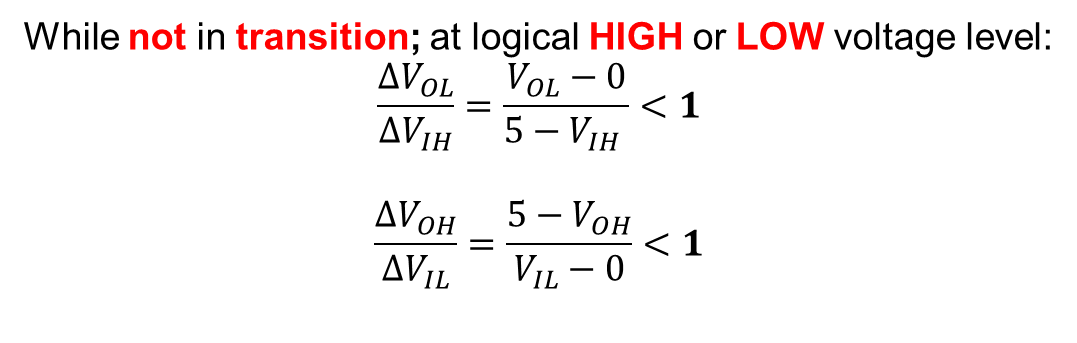 While not in transition; at logical HIGH or LOW voltage level:
ΔV_OL / ΔV_IH = (V_OL − 0) / (5 − V_IH) < 1
ΔV_OH / ΔV_IL = (5 − V_OH) / (V_IL − 0) < 1